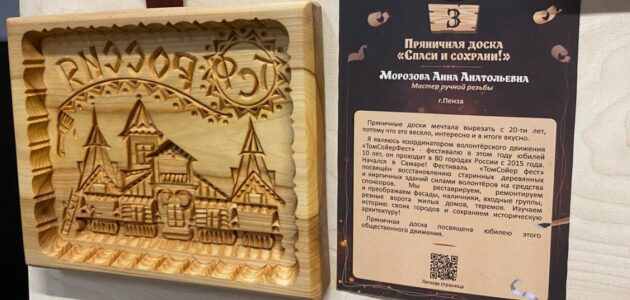 РОССИЯ
ТСФ
3
Пряничная доска
«Спаси и сохрани!»
Морозова Анна Анатольевна
Мастер ручной резьбы
г.Пенза
Пряничные доски мечтала вырезать с 20-ти лет,
потому что это весело, интересно и в итоге вкусно.
Я являюсь координатором волонтёрского движения
«ТомСойерФест» - фестивалю в этом году юбилей
10 лет, он проходит в 80 городах России с 2015 года.
Начался в Самаре! Фестиваль «ТомСойер фест»
посвящён восстановлению старинных деревянных
и кирпичных зданий силами волонтёров на средства
спонсоров. Мы реставрируем, ремонтируем
и преображаем фасады, наличники, входные группы,
резные ворота жилых домов, теремов. Изучаем
историю своих городов и сохраняем историческую
архитектуру!
Пряничная доска посвящена юбилею этого
общественного движения.
Личная страница